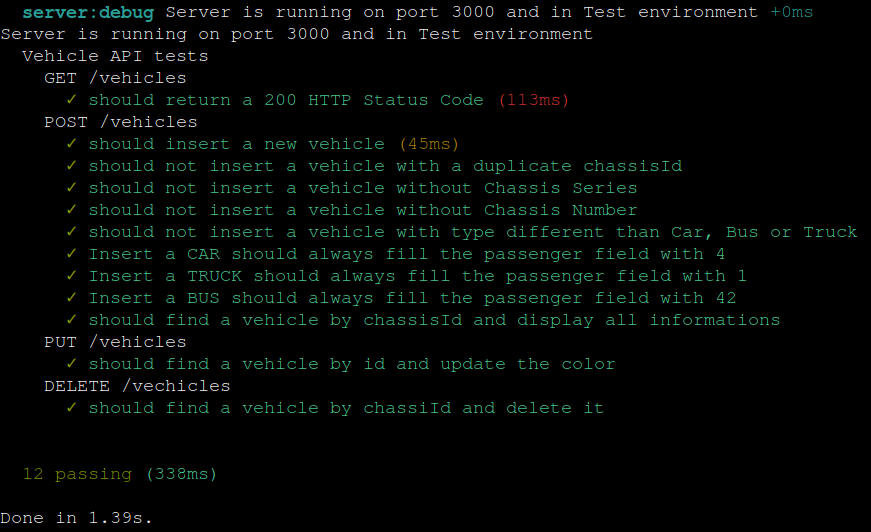 server:debug Server is running on port 3000 and in Test environment +0ms
Server is running on port 3000 and in Test environment
Vehicle API tests
GET /vehicles
✓ should return a 200 HTTP Status Code (113ms)
POST /vehicles
✓ should insert a new vehicle (45ms)
✓ should not insert a vehicle with a duplicate chassisId
✓ should not insert a vehicle without Chassis Series
✓ should not insert a vehicle without Chassis Number
✓ should not insert a vehicle with type different than Car, Bus or Truck
✓ Insert a CAR should always fill the passenger field with 4
✓ Insert a TRUCK should always fill the passenger field with 1
✓ Insert a BUS should always fill the passenger field with 42
✓ should find a vehicle by chassisId and display all informations
PUT /vehicles
✓ should find a vehicle by id and update the color
DELETE /vechicles
✓ should find a vehicle by chassiId and delete it
12 passing (338ms)
Done in 1.39s.